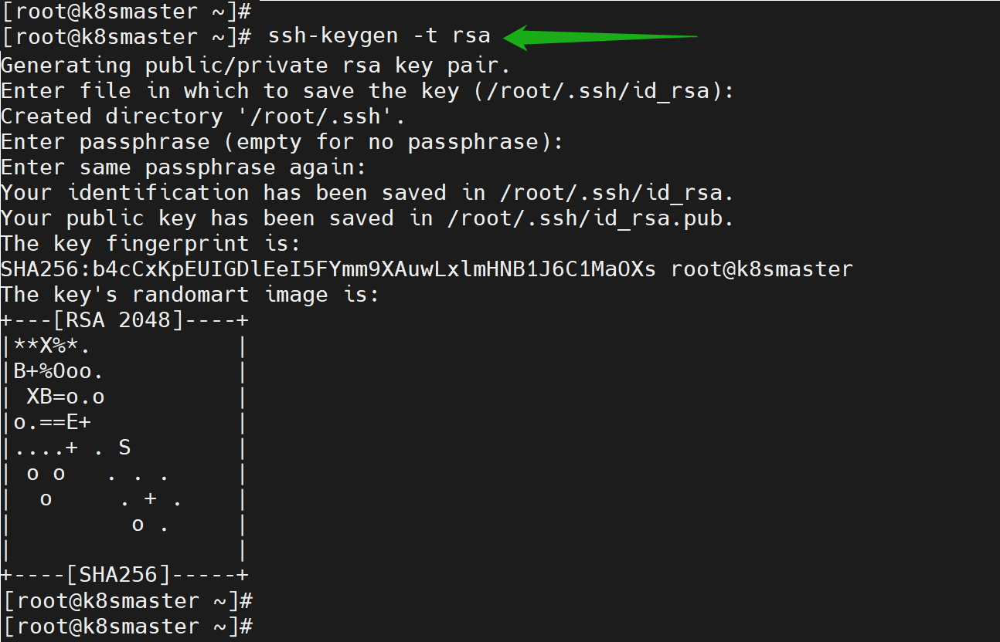 [root@k8smaster ~]#
[root@k8smaster ~]# ssh-keygen -t rsa
Generating public/private rsa key pair.
Enter file in which to save the key (/root/.ssh/id_rsa):
Created directory '/root/.ssh'.
Enter passphrase (empty for no passphrase):
Enter same passphrase again:
Your identification has been saved in /root/.ssh/id_rsa.
Your public key has been saved in /root/.ssh/id_rsa.pub.
The key fingerprint is:
SHA256:b4cCxKpEUIGDlEeI5FYmm9XAuwLxlmHNB1J6C1MaOXs root@k8smaster
The key's randomart image is:
+---[RSA 2048]----+
|**X%*.           |
|B+%Ooo.          |
| XB=o.o          |
|o.==E+           |
|....+ . S        |
| o o   . . .     |
|  o     . + .    |
|         o .     |
|                 |
+----[SHA256]-----+
[root@k8smaster ~]#
[root@k8smaster ~]#